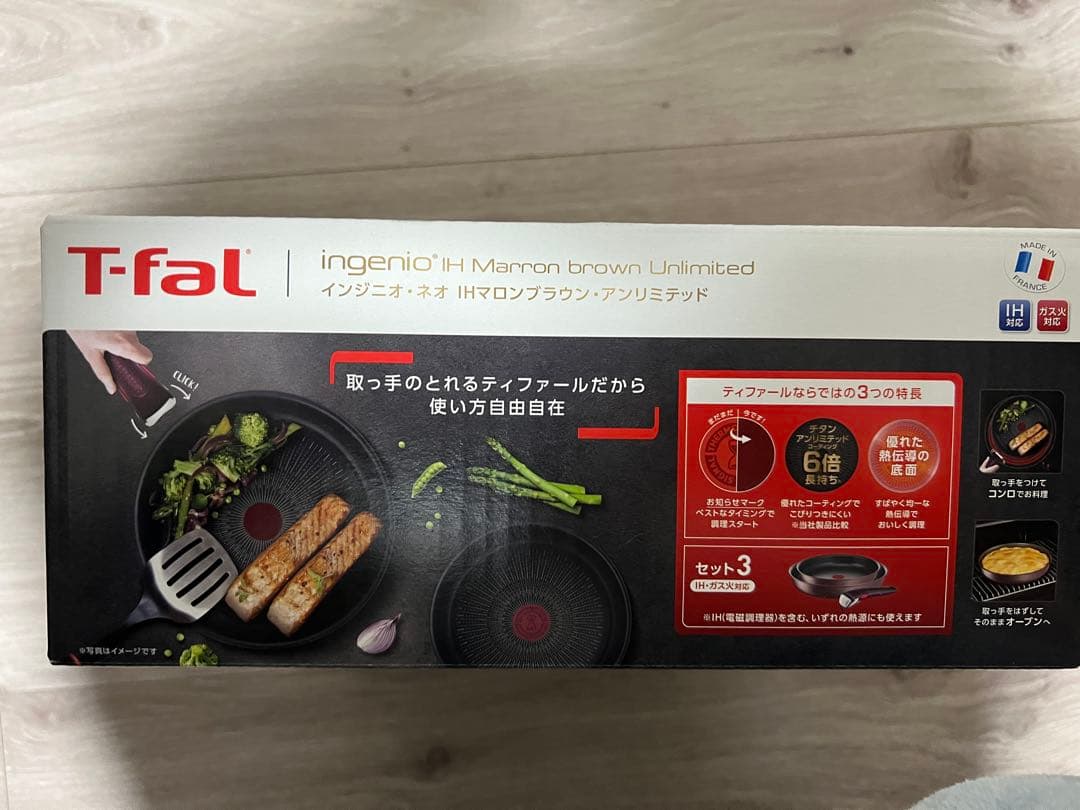 T-fal
ingenio® IH Marron brown Unlimited
インジニオ・ネオ IHマロンブラウン・アンリミテッド
MADE IN
FRANCE
IH
対応
ガス火
対応
CLICK!
取っ手のとれるティファールだから
使い方自由自在
ティファールならではの3つの特長
まだまだ
今です!
チタン
アンリミテッド
コーティング
6倍
長持ち
優れた
熱伝導の
底面
お知らせマーク
ベストなタイミングで
調理スタート
優れたコーティングで
こびりつきにくい
※当社製品比較
すばやく均一な
熱伝導で
おいしく調理
セット3
IH・ガス火対応
※IH(電磁調理器)を含む、いずれの熱源にも使えます
取っ手をつけて
コンロでお料理
取っ手をはずして
そのままオーブンへ
※写真はイメージです